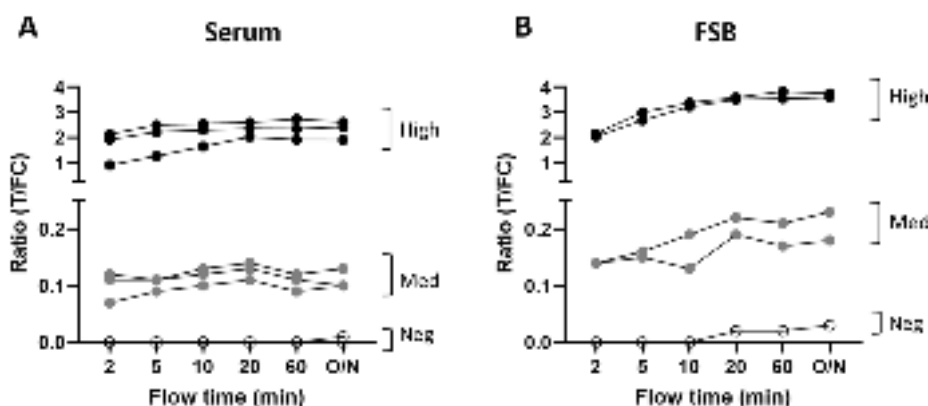 A
Serum
Ratio (T/FC)
4
3
2
1
0.2
0.1
0.0
High
Med
Neg
2 5 10 20 60 O/N
Flow time (min)
B
FSB
Ratio (T/FC)
4
3
2
1
0.2
0.1
0.0
High
Med
Neg
2 5 10 20 60 O/N
Flow time (min)